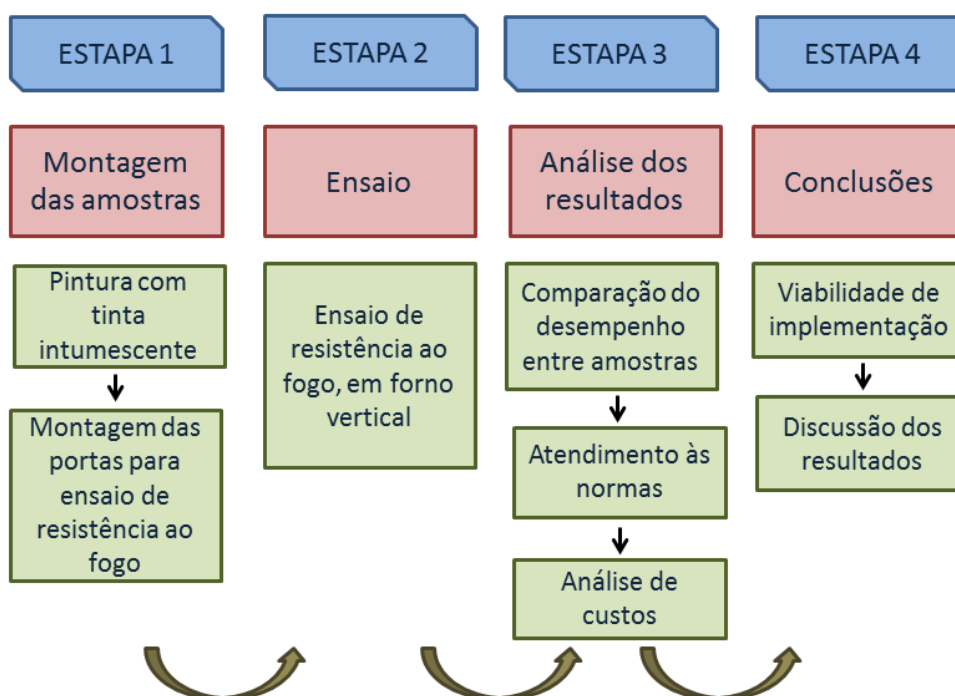 ESTAPA 1
Montagem
das amostras
Pintura com
tinta
intumescente
Montagem das
portas para
ensaio de
resistência ao
fogo
ESTAPA 2
Ensaio
Ensaio de
resistência ao
fogo, em forno
vertical
ESTAPA 3
Análise dos
resultados
Comparação do
desempenho
entre amostras
Atendimento às
normas
Análise de
custos
ESTAPA 4
Conclusões
Viabilidade de
implementação
Discussão dos
resultados